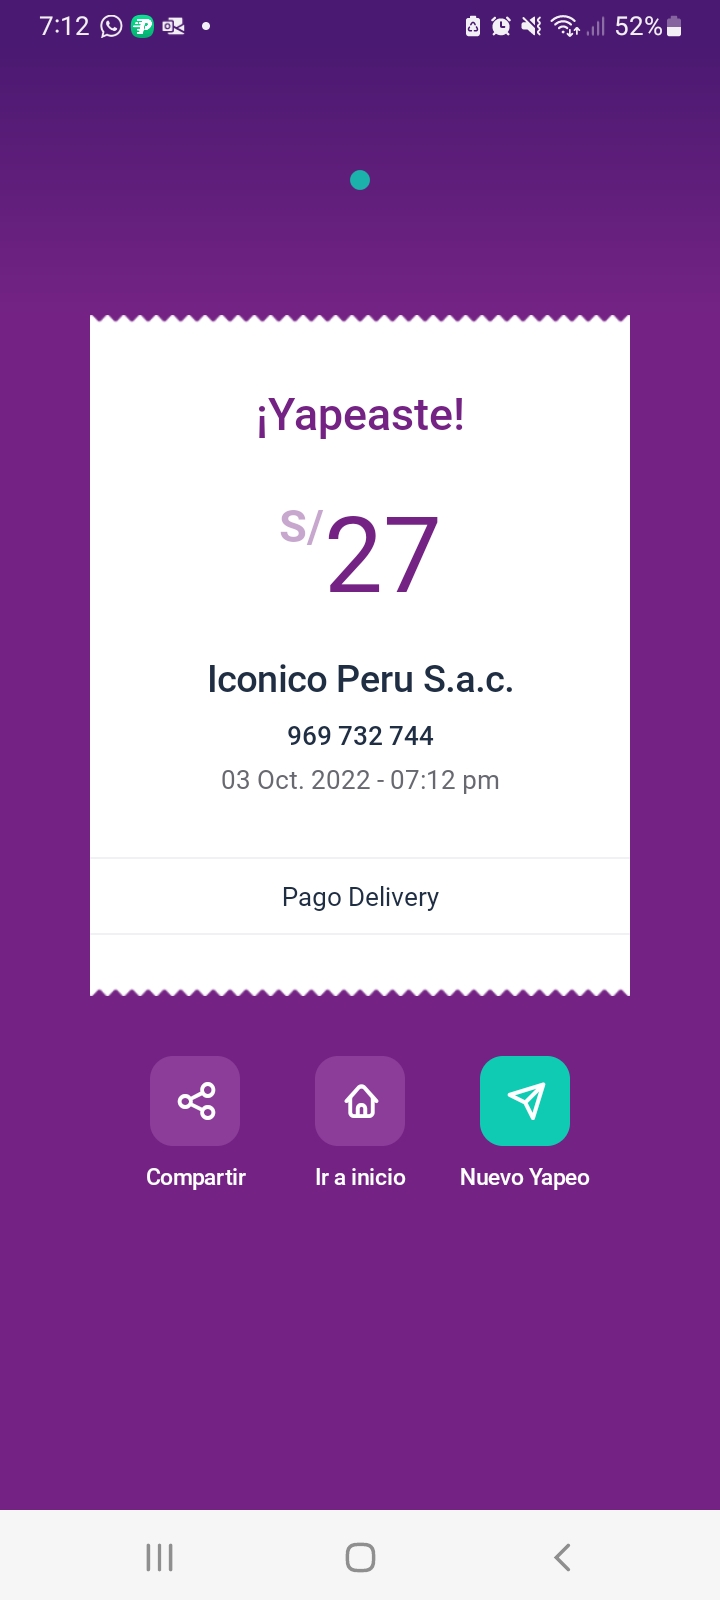 7:12
52%
¡Yapeaste!
S/27
Iconico Peru S.a.c.
969 732 744
03 Oct. 2022 - 07:12 pm
Pago Delivery
Compartir
Ir a inicio
Nuevo Yapeo